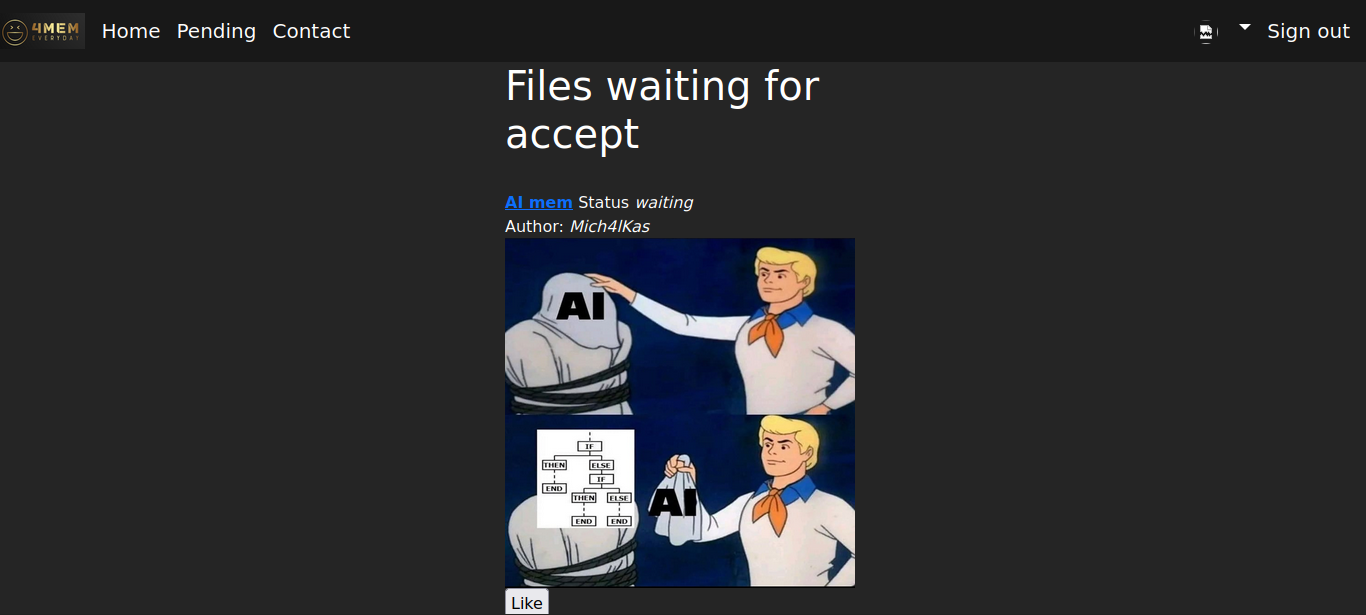 4MEM
EVERYDAY
Home Pending Contact
Sign out
Files waiting for
accept
AI mem Status waiting
Author: Mich4lKas
AI
IF
THEN ELSE
IF
END
THEN ELSE
END END
AI
Like